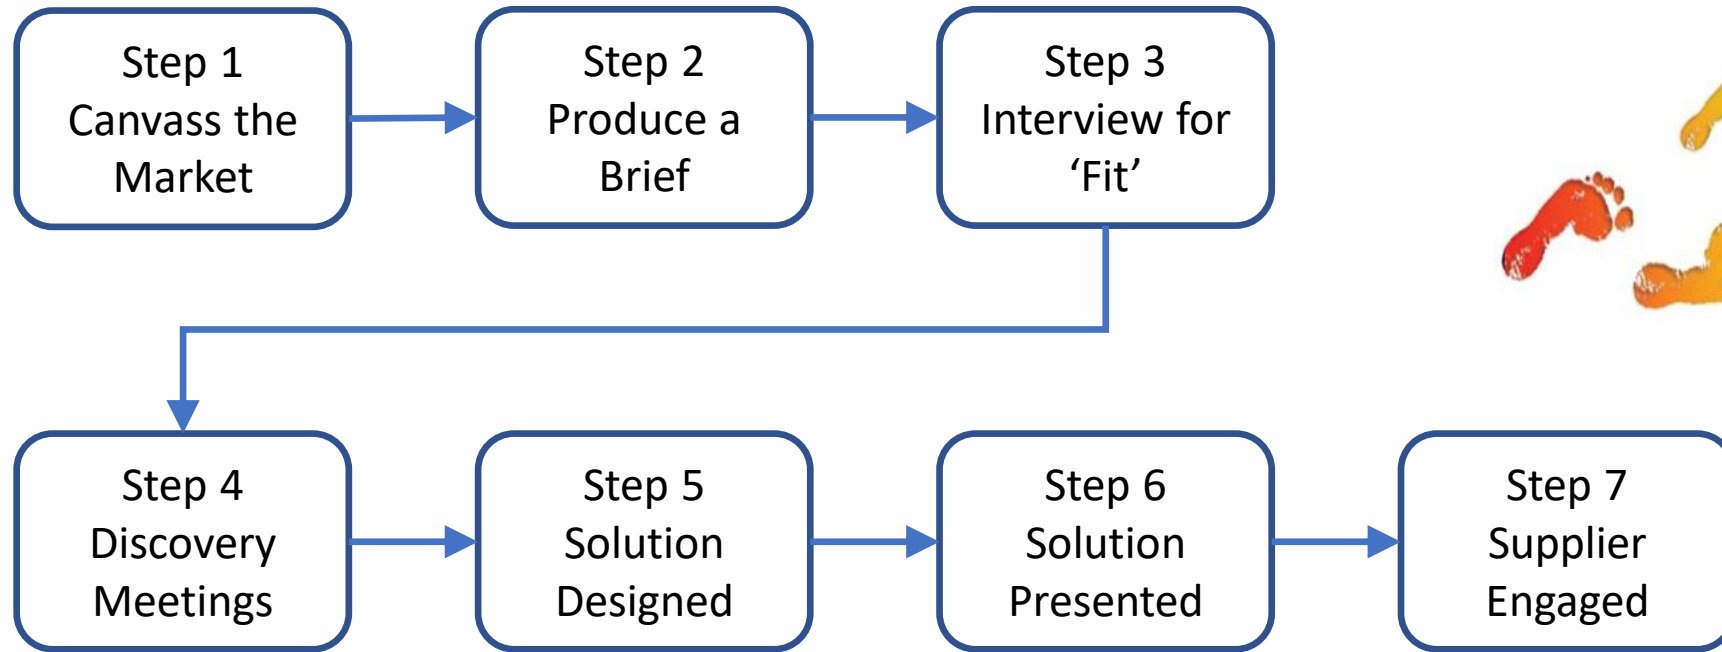 Step 1
Canvass the
Market
Step 2
Produce a
Brief
Step 3
Interview for
‘Fit’
Step 4
Discovery
Meetings
Step 5
Solution
Designed
Step 6
Solution
Presented
Step 7
Supplier
Engaged